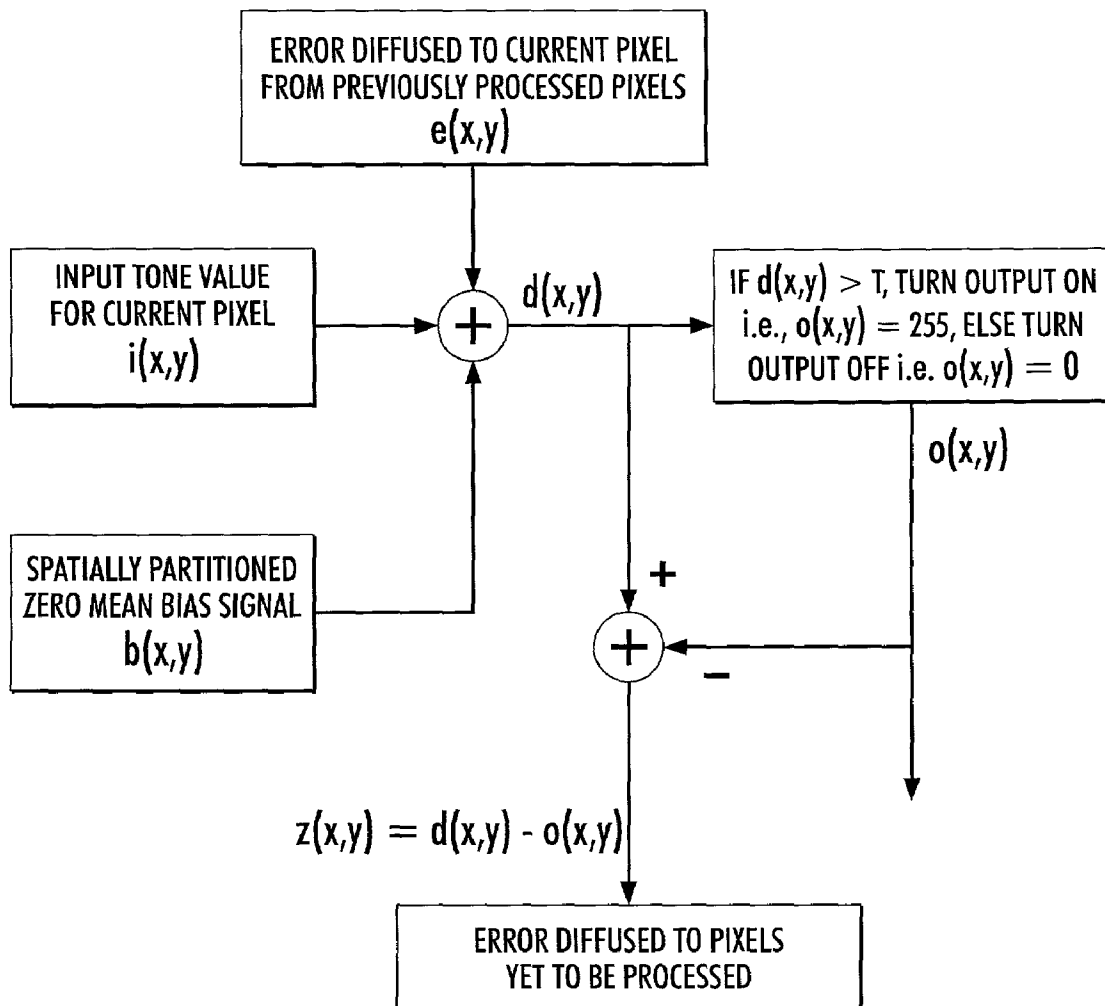 ERROR DIFFUSED TO CURRENT PIXEL
FROM PREVIOUSLY PROCESSED PIXELS
e(x,y)
INPUT TONE VALUE
FOR CURRENT PIXEL
i(x,y)
+
d(x,y)
IF d(x,y) > T, TURN OUTPUT ON
i.e., o(x,y) = 255, ELSE TURN
OUTPUT OFF i.e. o(x,y) = 0
o(x,y)
SPATIALLY PARTITIONED
ZERO MEAN BIAS SIGNAL
b(x,y)
+
+
-
z(x,y) = d(x,y) - o(x,y)
ERROR DIFFUSED TO PIXELS
YET TO BE PROCESSED